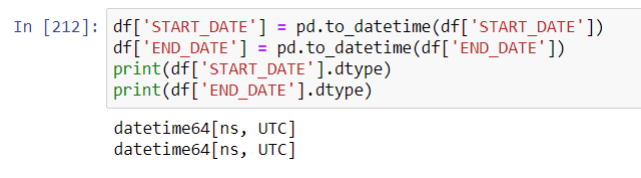 In [212]: df['START_DATE'] = pd.to_datetime(df['START_DATE'])
df['END_DATE'] = pd.to_datetime(df['END_DATE'])
print(df['START_DATE'].dtype)
print(df['END_DATE'].dtype)
datetime64[ns, UTC]
datetime64[ns, UTC]